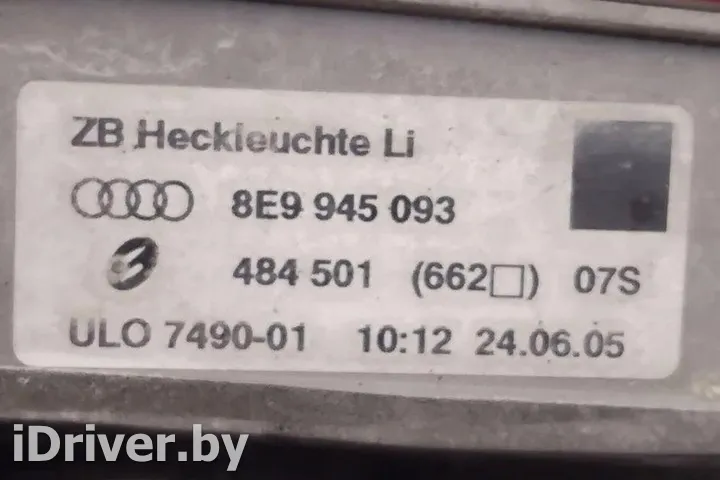 ZB Heckleuchte Li
8E9 945 093
484 501 (662□) 07S
ULO 7490-01 10:12 24.06.05
iDriver.by